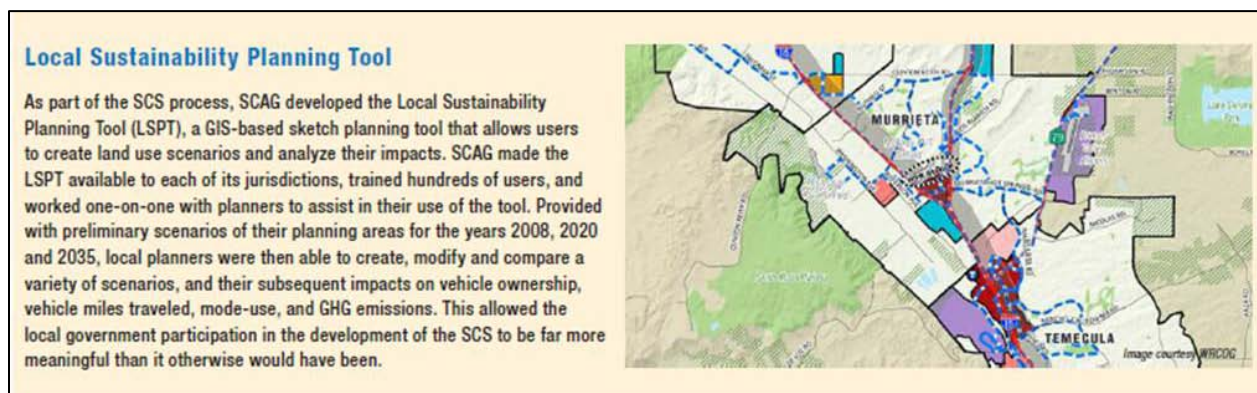 Local Sustainability Planning Tool
As part of the SCS process, SCAG developed the Local Sustainability
Planning Tool (LSPT), a GIS-based sketch planning tool that allows users
to create land use scenarios and analyze their impacts. SCAG made the
LSPT available to each of its jurisdictions, trained hundreds of users, and
worked one-on-one with planners to assist in their use of the tool. Provided
with preliminary scenarios of their planning areas for the years 2008, 2020
and 2035, local planners were then able to create, modify and compare a
variety of scenarios, and their subsequent impacts on vehicle ownership,
vehicle miles traveled, mode-use, and GHG emissions. This allowed the
local government participation in the development of the SCS to be far more
meaningful than it otherwise would have been.
MURRIETA
TEMECULA
Image courtesy WRCOG